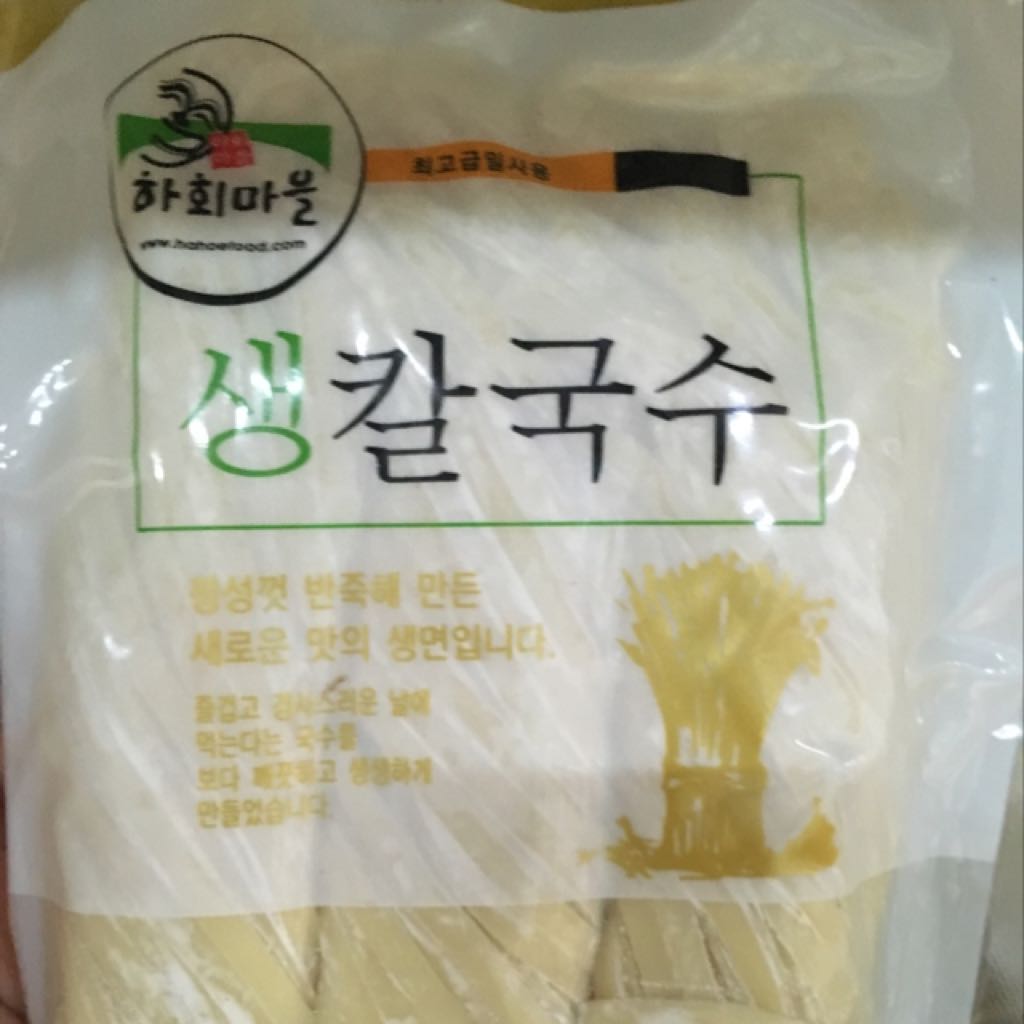 하회마을
www.hahoefood.com
최고급밀사용
생칼국수
정성껏 반죽해 만든
새로운 맛의 생면입니다.
즐겁고 경사스러운 날에
먹는다는 국수를
보다 깨끗하고 생생하게
만들었습니다.